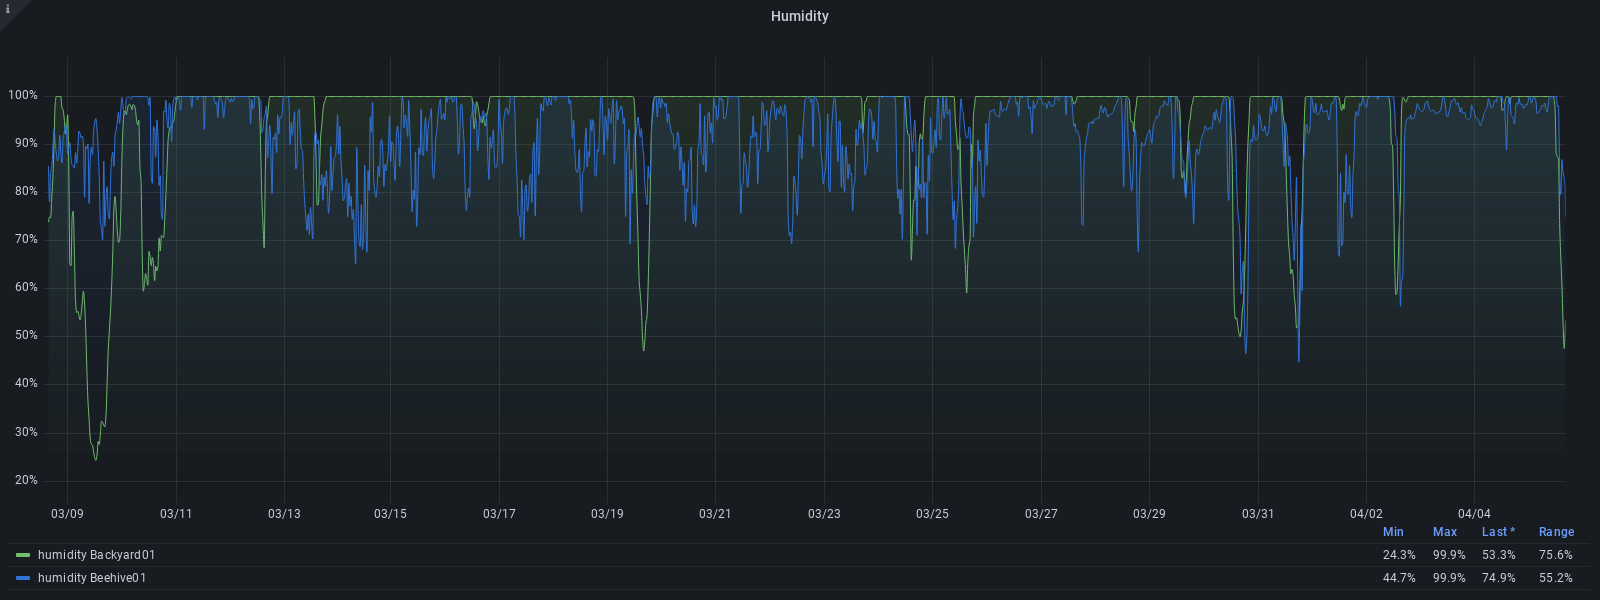 i
Humidity
100%
90%
80%
70%
60%
50%
40%
30%
20%
03/09 03/11 03/13 03/15 03/17 03/19 03/21 03/23 03/25 03/27 03/29 03/31 04/02 04/04
Min Max Last * Range
humidity Backyard01 24.3% 99.9% 53.3% 75.6%
humidity Beehive01 44.7% 99.9% 74.9% 55.2%